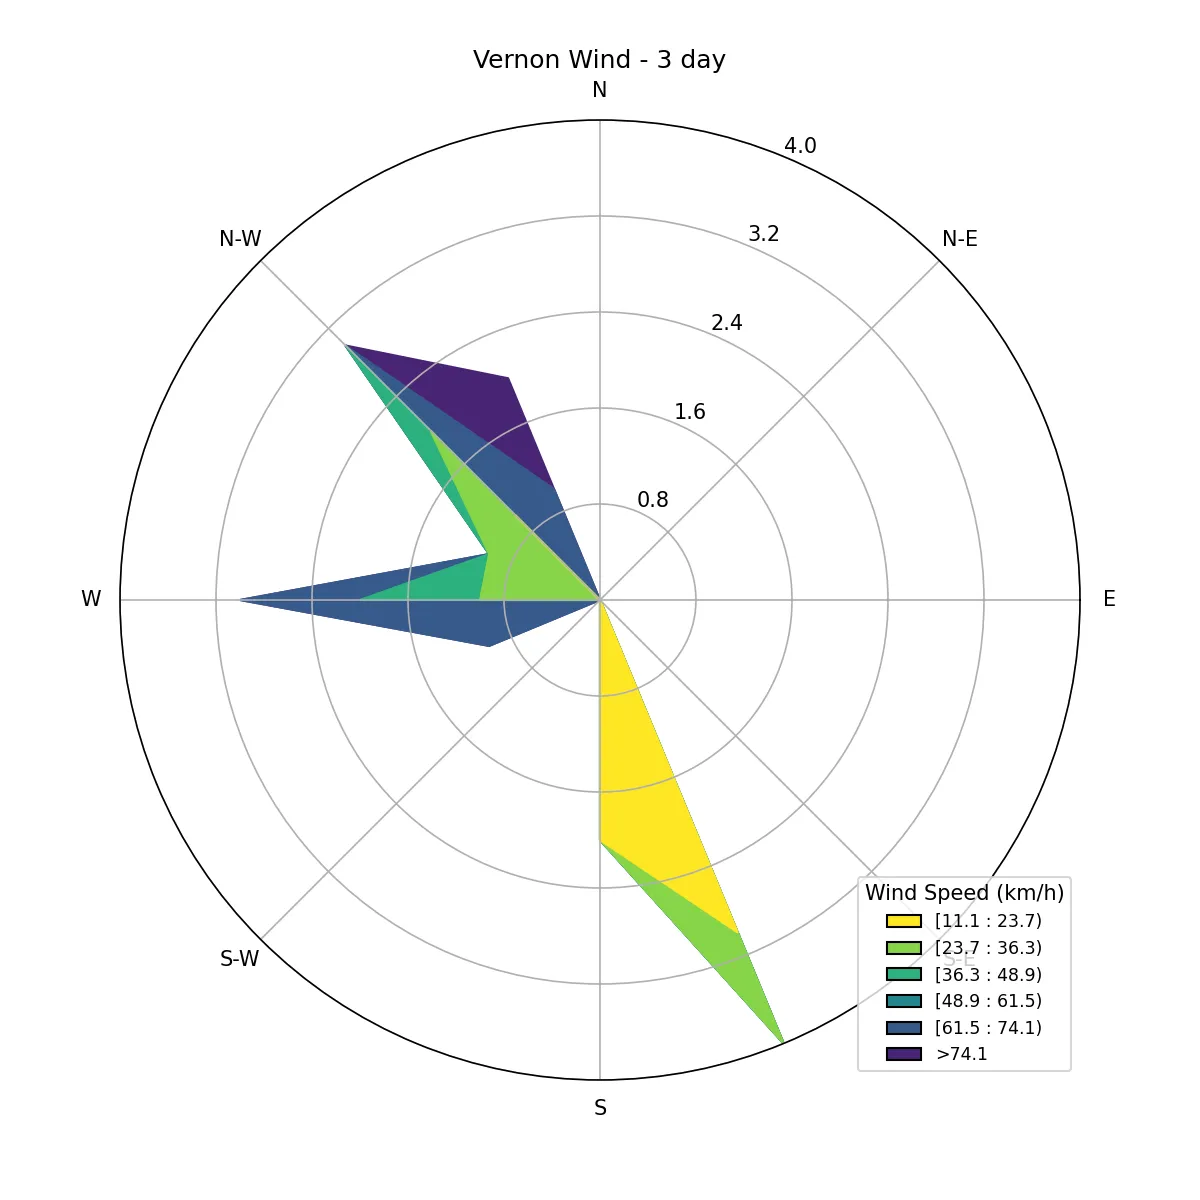 Vernon Wind - 3 day
N
4.0
N-W
3.2
N-E
2.4
1.6
0.8
W
E
S-W
S-E
S
Wind Speed (km/h)
[11.1 : 23.7)
[23.7 : 36.3)
[36.3 : 48.9)
[48.9 : 61.5)
[61.5 : 74.1)
>74.1